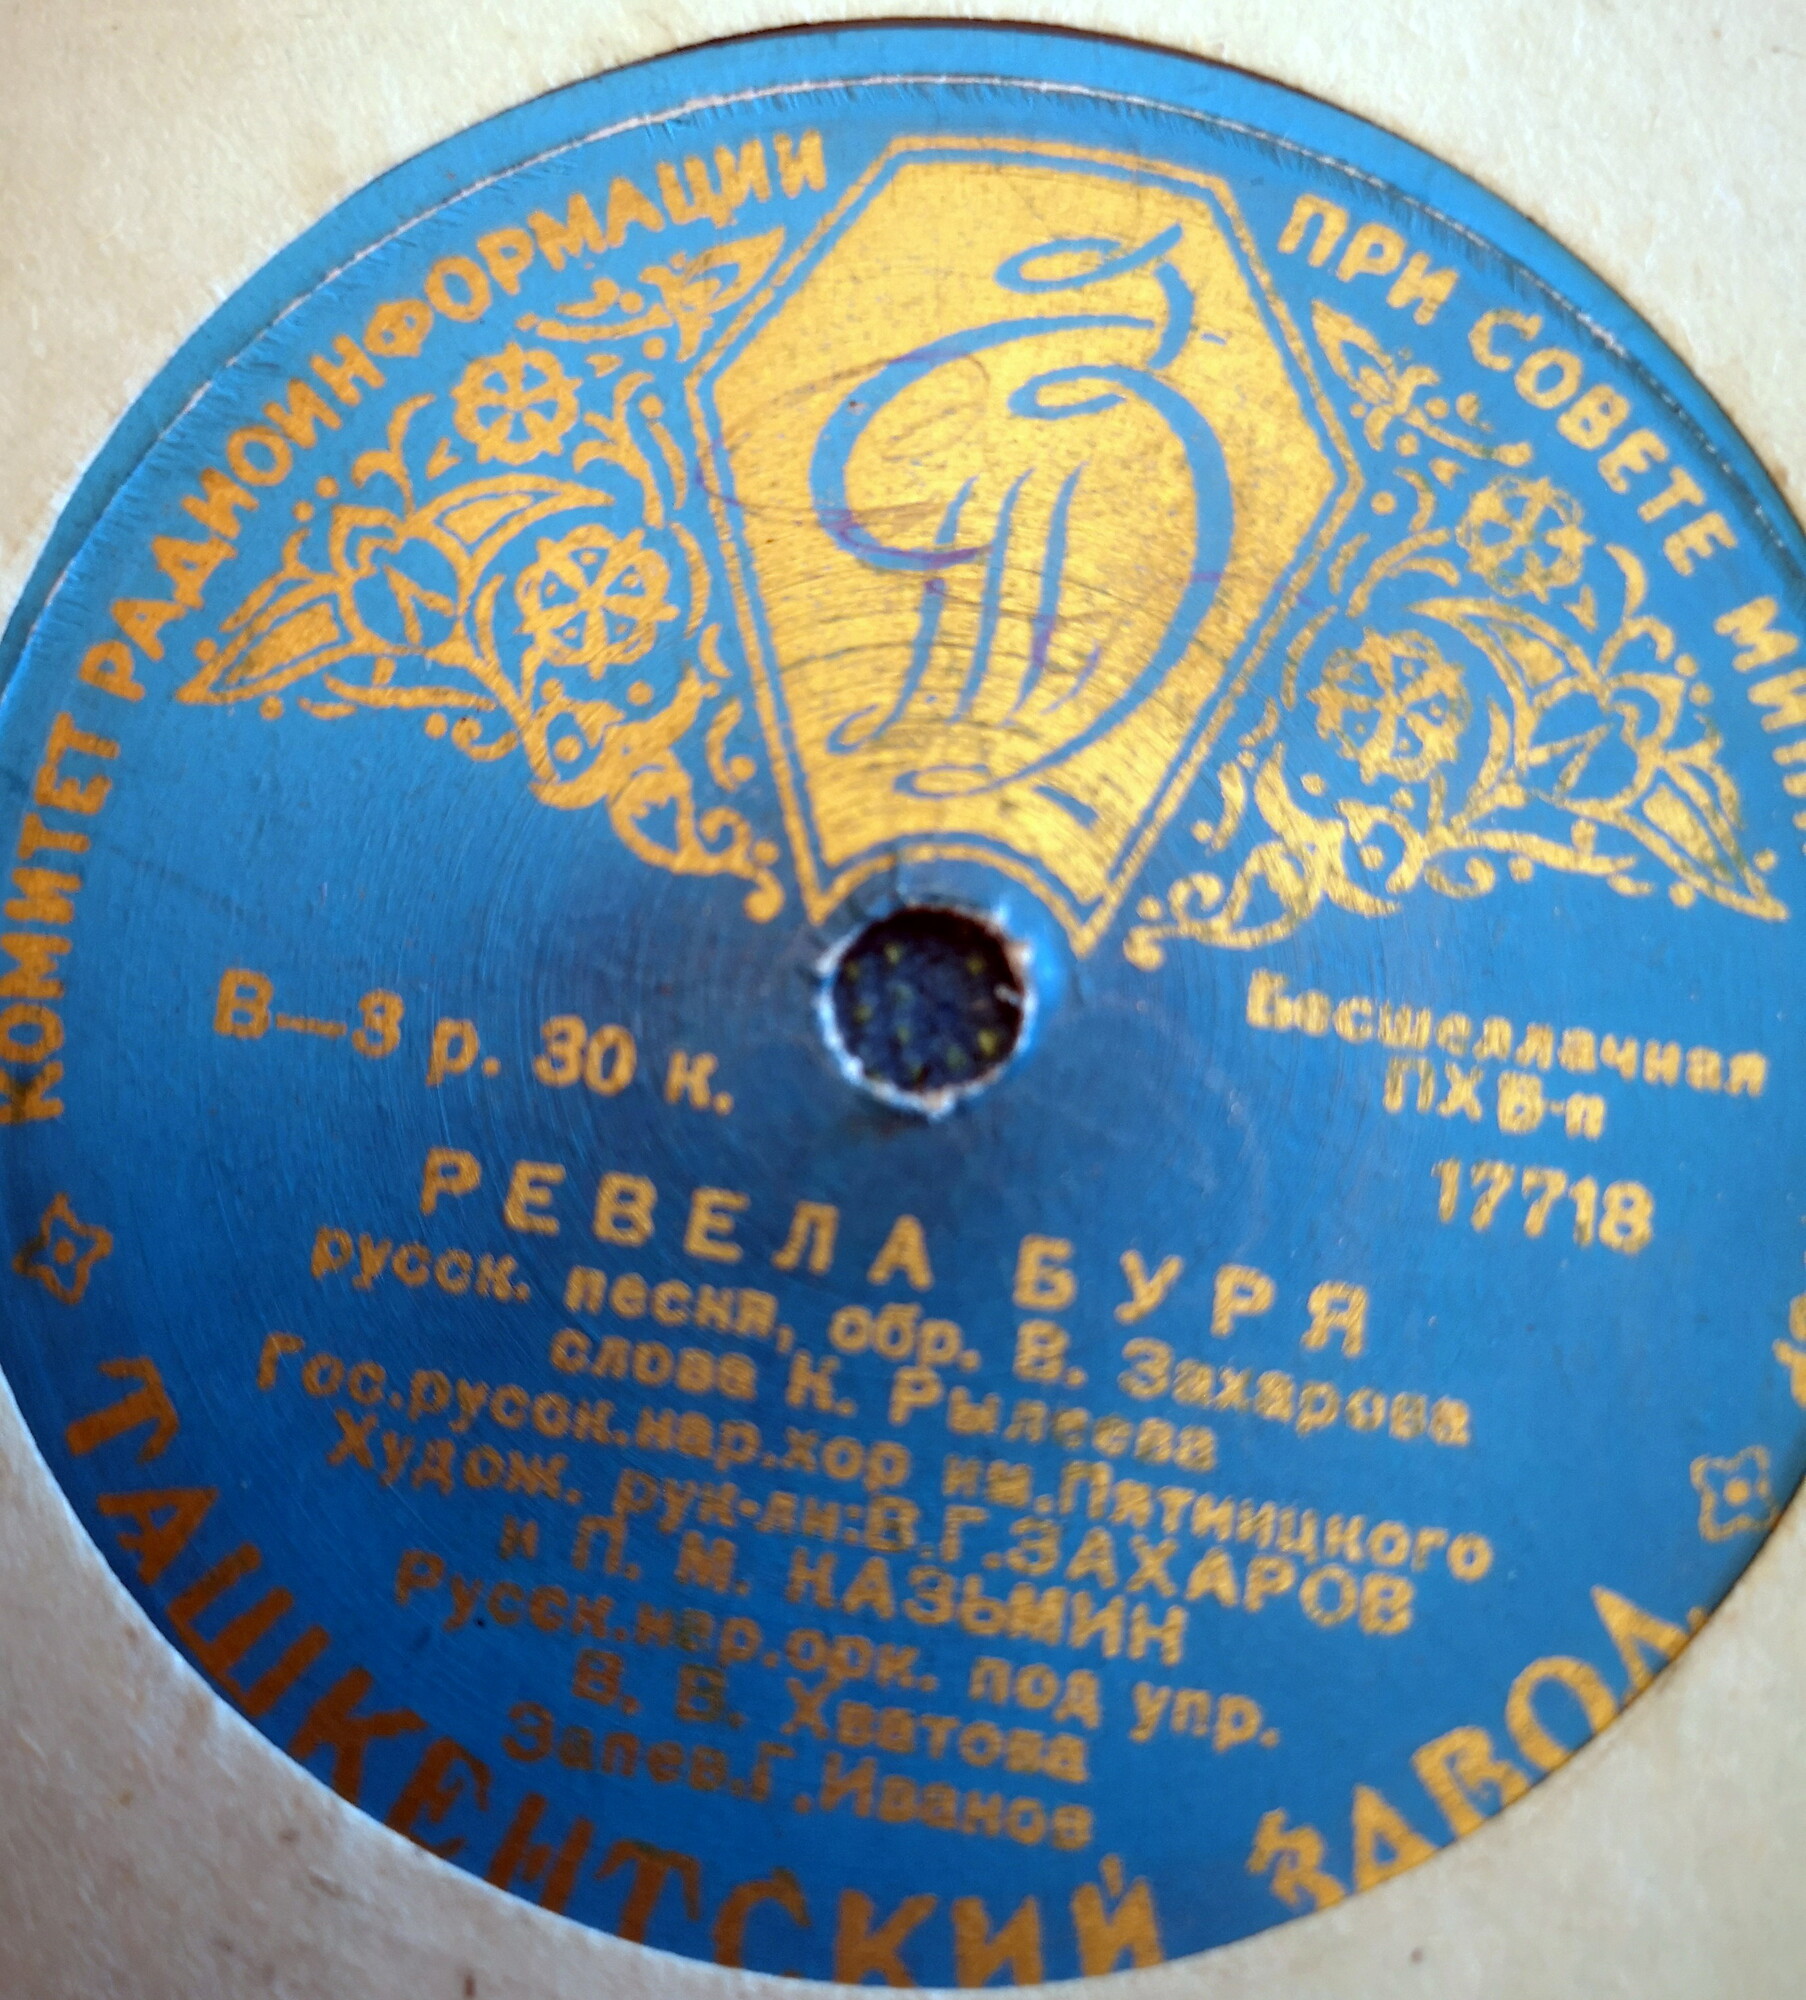 КОМИТЕТ РАДИОИНФОРМАЦИИ ПРИ СОВЕТЕ
В—3 р. 30 к.
Бесшеллачная
ПХВ-п
17718
РЕВЕЛА БУРЯ
русск. песня, обр. В. Захарова
слова К. Рылеева
Гос.русск.нар.хор им.Пятницкого
Худож. рук-ли:В.Г.ЗАХАРОВ
и П. М. КАЗЬМИН
Русск.нар.орк. под упр.
В. В. Хватова
Запев.Г.Иванов
ТАШКЕНТСКИЙ ЗАВОД